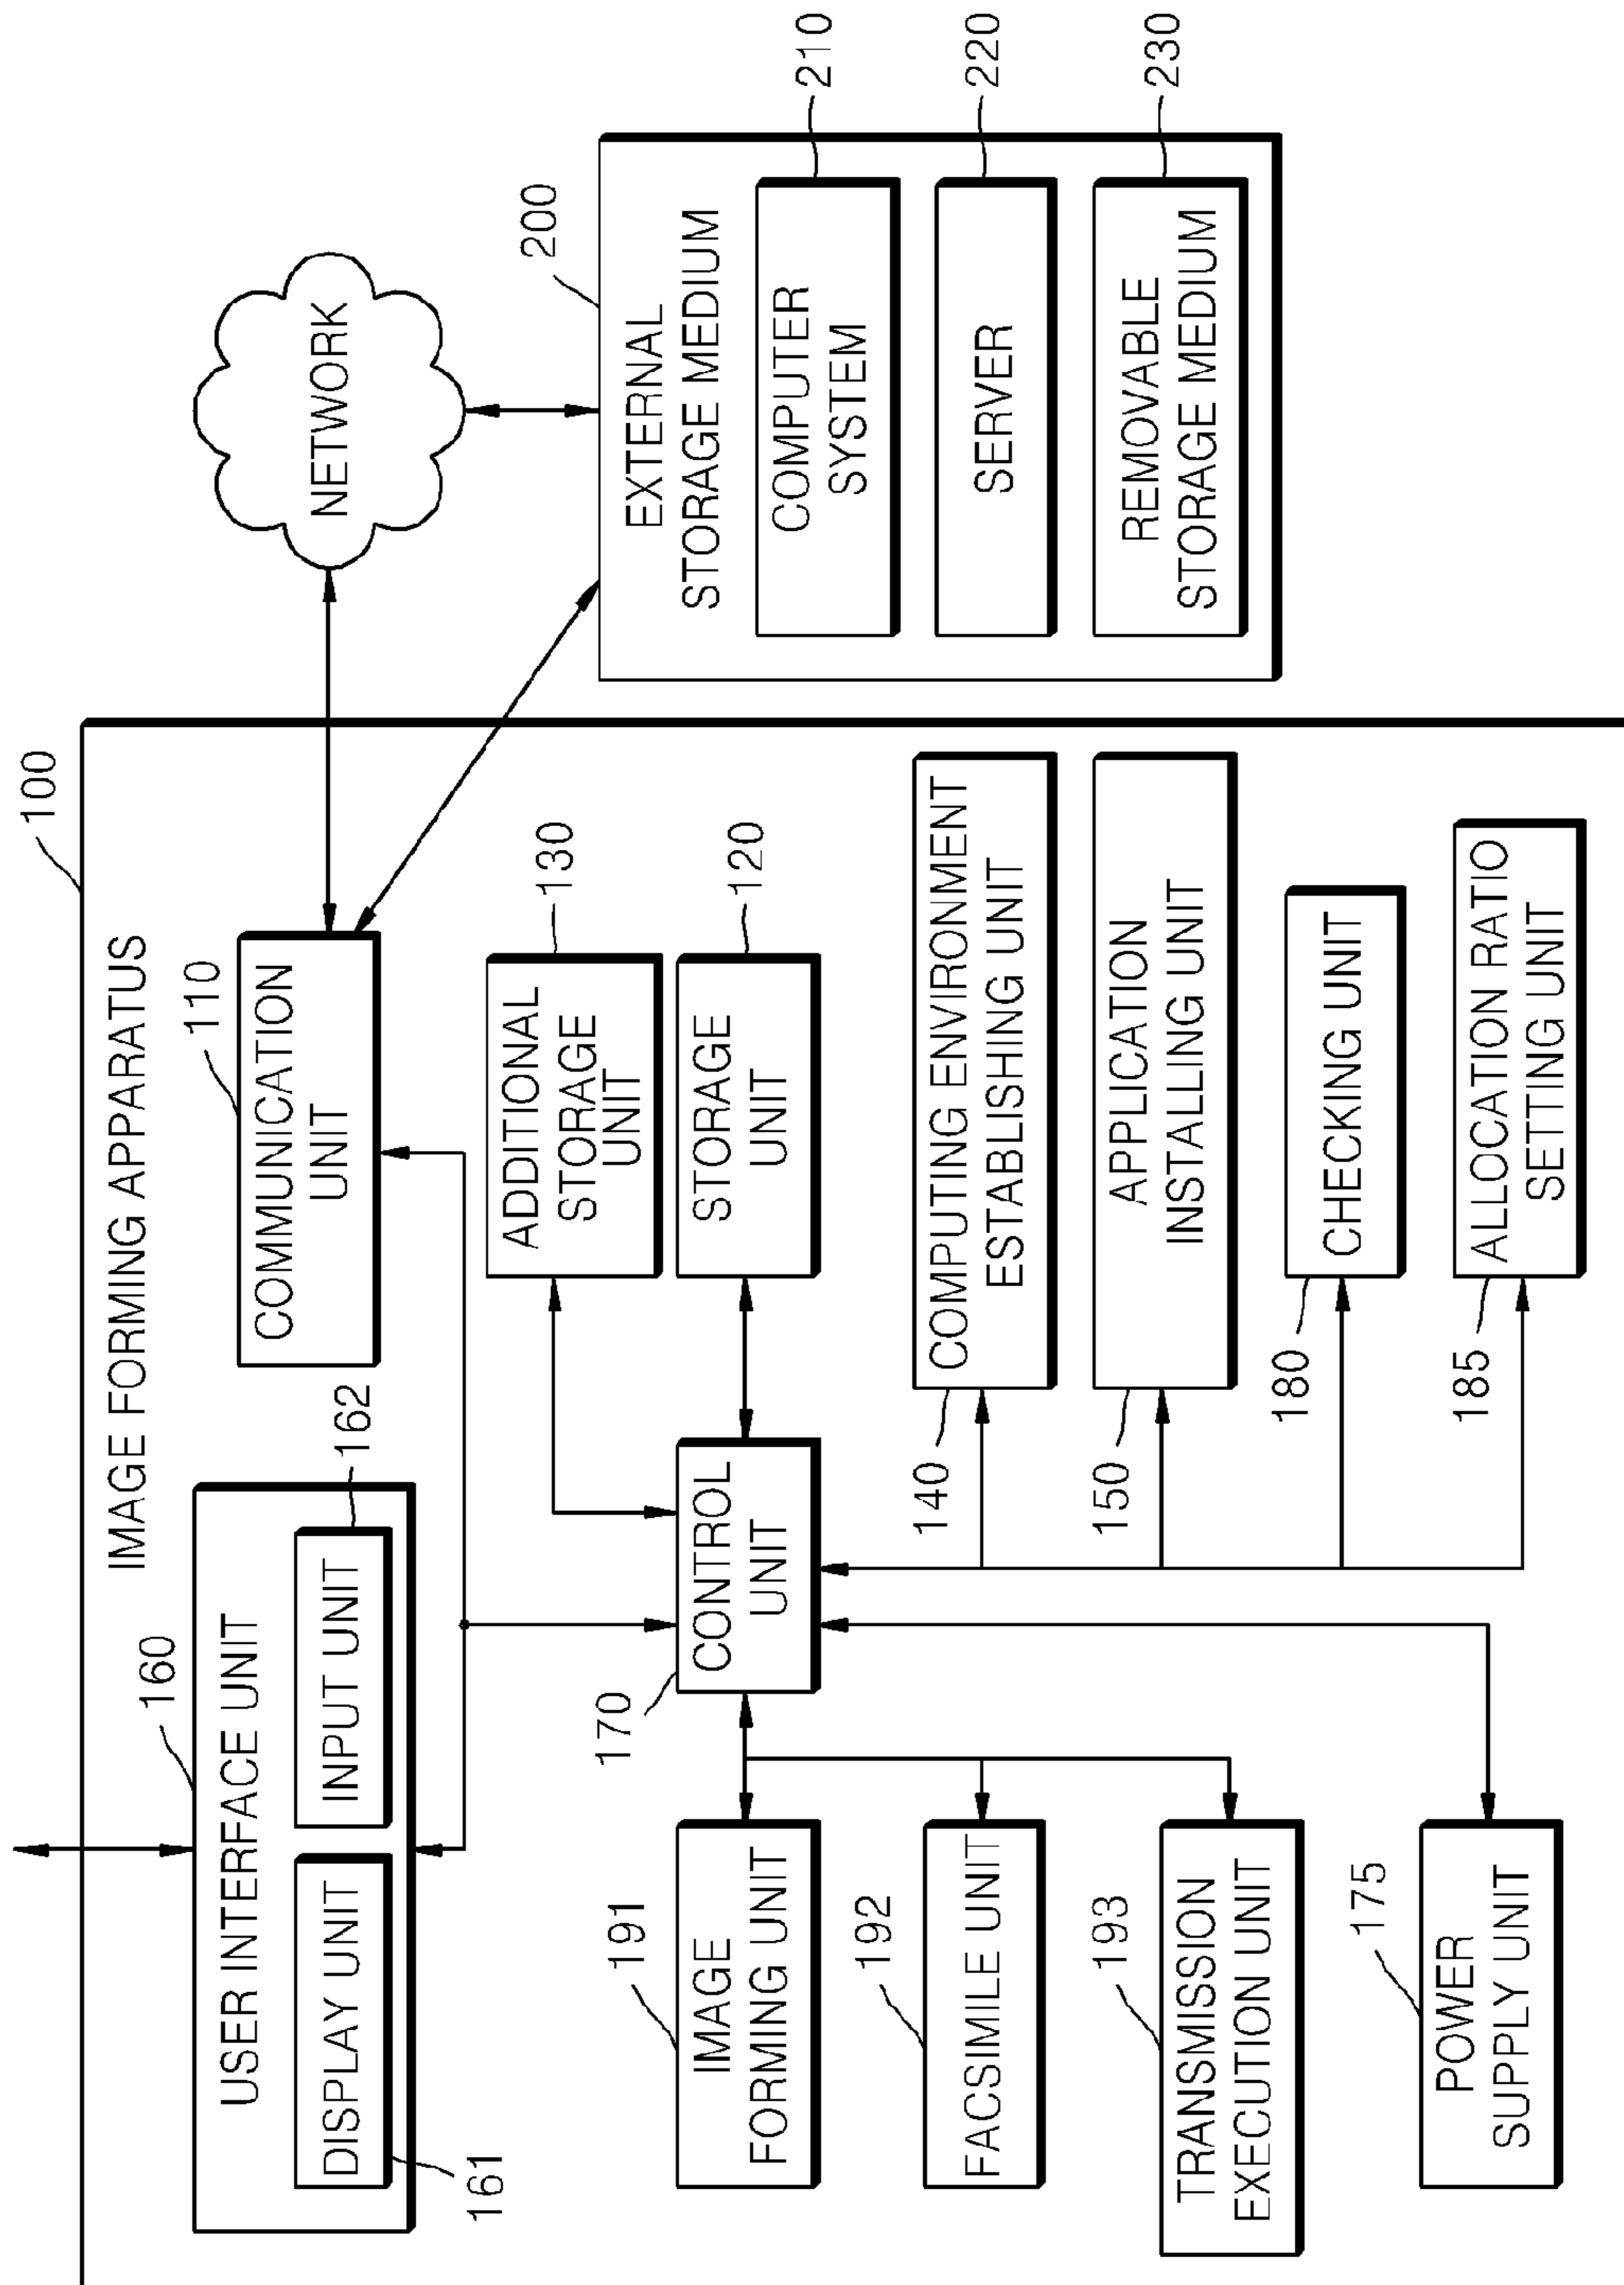 100
IMAGE FORMING APPARATUS
160
USER INTERFACE UNIT
DISPLAY UNIT
161
INPUT UNIT
162
110
COMMUNICATION
UNIT
NETWORK
191
IMAGE
FORMING UNIT
192
FACSIMILE UNIT
193
TRANSMISSION
EXECUTION UNIT
175
POWER
SUPPLY UNIT
170
CONTROL
UNIT
ADDITIONAL
STORAGE
UNIT
130
STORAGE
UNIT
120
140
COMPUTING ENVIRONMENT
ESTABLISHING UNIT
150
APPLICATION
INSTALLING UNIT
180
CHECKING UNIT
185
ALLOCATION RATIO
SETTING UNIT
200
EXTERNAL
STORAGE MEDIUM
COMPUTER
SYSTEM
210
SERVER
220
REMOVABLE
STORAGE MEDIUM
230